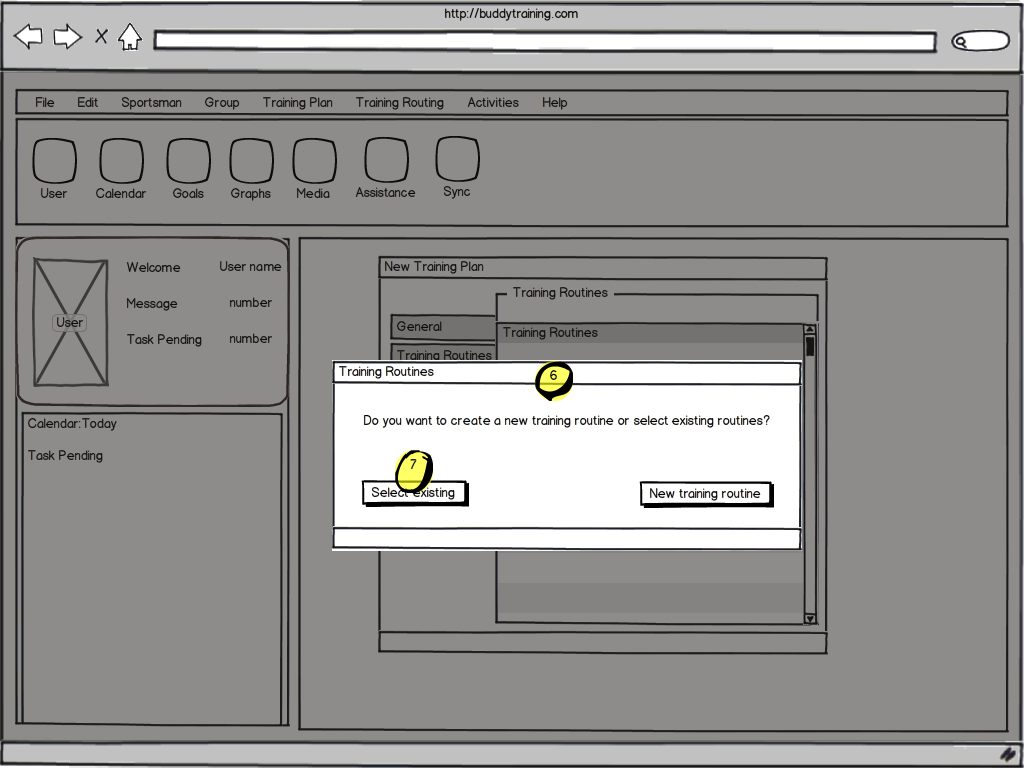 http://buddytraining.com
File Edit Sportsman Group Training Plan Training Routing Activities Help
User Calendar Goals Graphs Media Assistance Sync
User
Welcome User name
Message number
Task Pending number
Calendar:Today
Task Pending
New Training Plan
Training Routines
General
Training Routines
Training Routines
Training Routines
6
Do you want to create a new training routine or select existing routines?
7
Select existing
New training routine